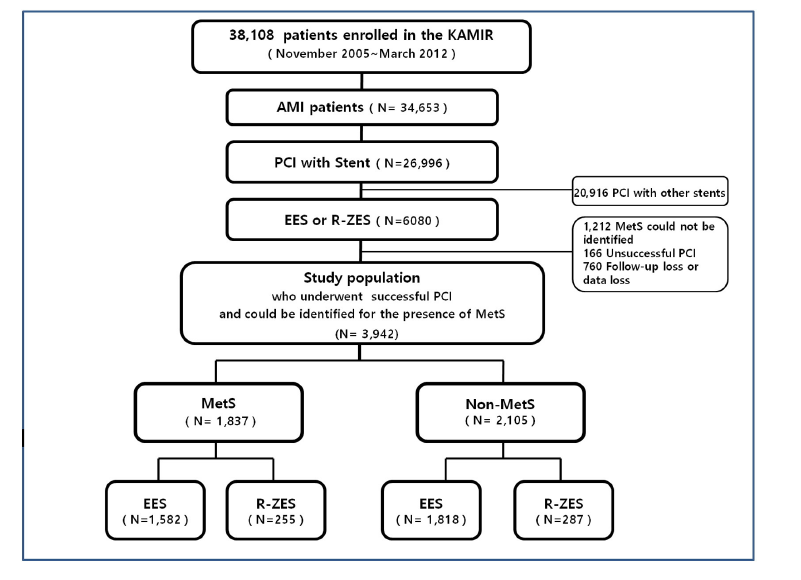 38,108 patients enrolled in the KAMIR
( November 2005~March 2012 )
AMI patients ( N= 34,653 )
PCI with Stent ( N=26,996 )
20,916 PCI with other stents
EES or R-ZES ( N=6080 )
1,212 MetS could not be
identified
166 Unsuccessful PCI
760 Follow-up loss or
data loss
Study population
who underwent successful PCI
and could be identified for the presence of MetS
(N= 3,942)
MetS
( N= 1,837 )
Non-MetS
( N= 2,105 )
EES
( N=1,582 )
R-ZES
( N=255 )
EES
( N= 1,818 )
R-ZES
( N=287 )